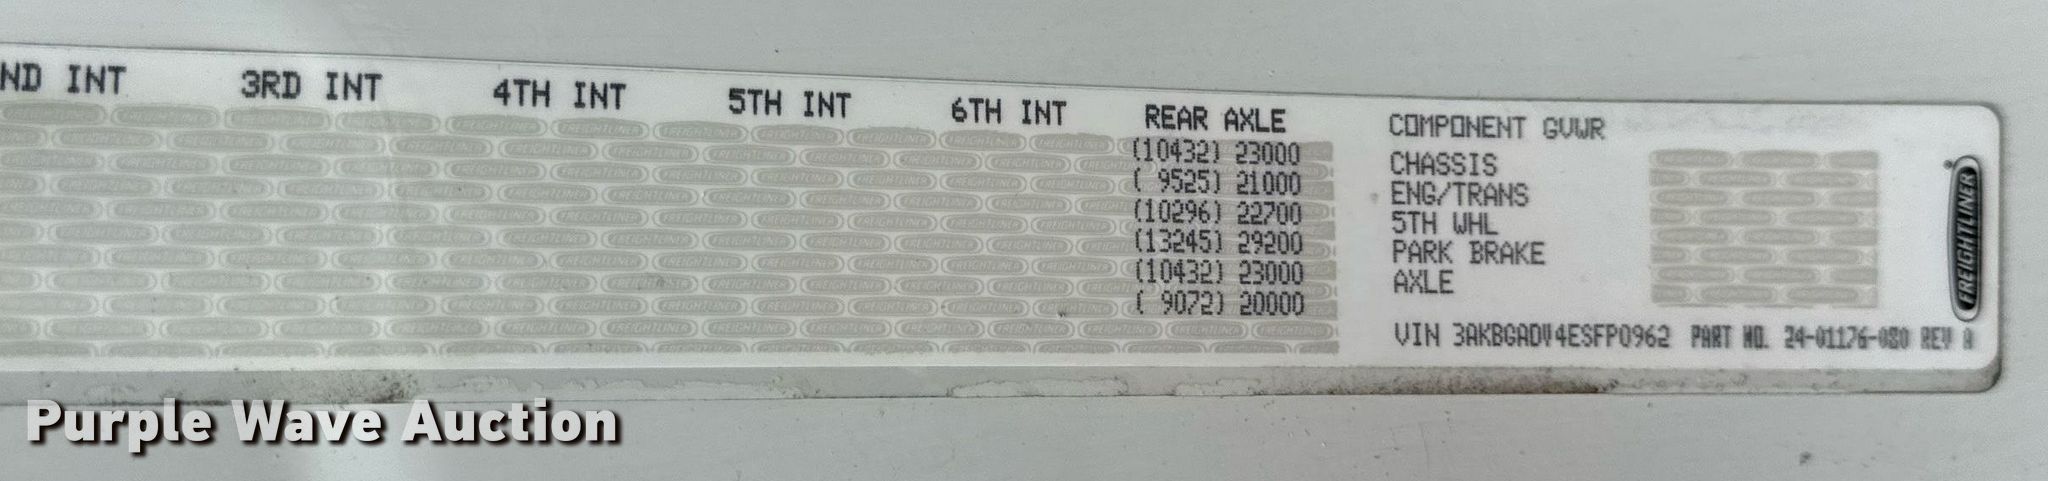 ND INT 3RD INT 4TH INT 5TH INT 6TH INT REAR AXLE
(10432) 23000
( 9525) 21000
(10296) 22700
(13245) 29200
(10432) 23000
( 9072) 20000
COMPONENT GVWR
CHASSIS
ENG/TRANS
5TH WHL
PARK BRAKE
AXLE
VIN 3AKBGADV4ESFP0962 PART NO. 24-01176-080 REV A
FREIGHTLINER
Purple Wave Auction